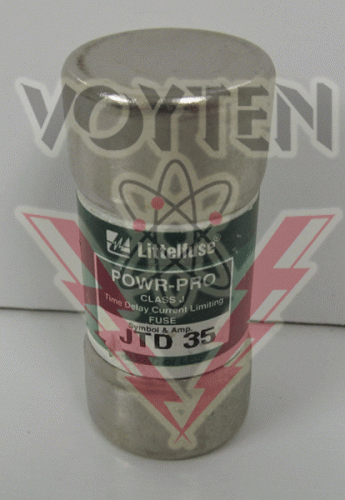 VOYTEN
Littelfuse®
POWR-PRO
CLASS J
Time Delay Current Limiting
FUSE
Symbol & Amp.
JTD 35